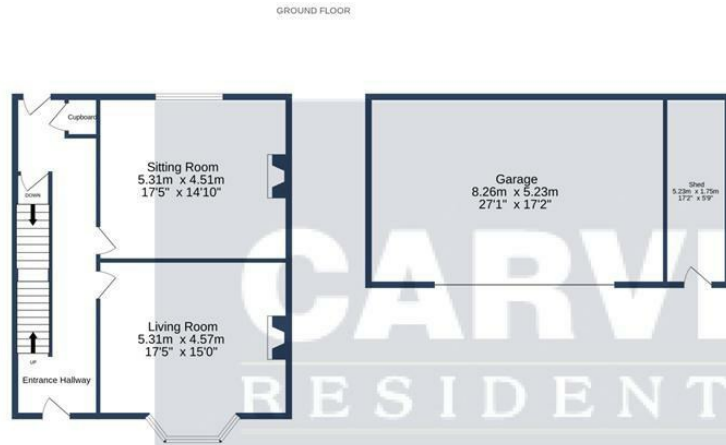 GROUND FLOOR
Cupboard
Sitting Room
5.31m x 4.51m
17'5" x 14'10"
Garage
8.26m x 5.23m
27'1" x 17'2"
Shed
5.23m x 1.75m
17'2" x 5'9"
DOWN
Living Room
5.31m x 4.57m
17'5" x 15'0"
UP
Entrance Hallway
CARV
RESIDENT